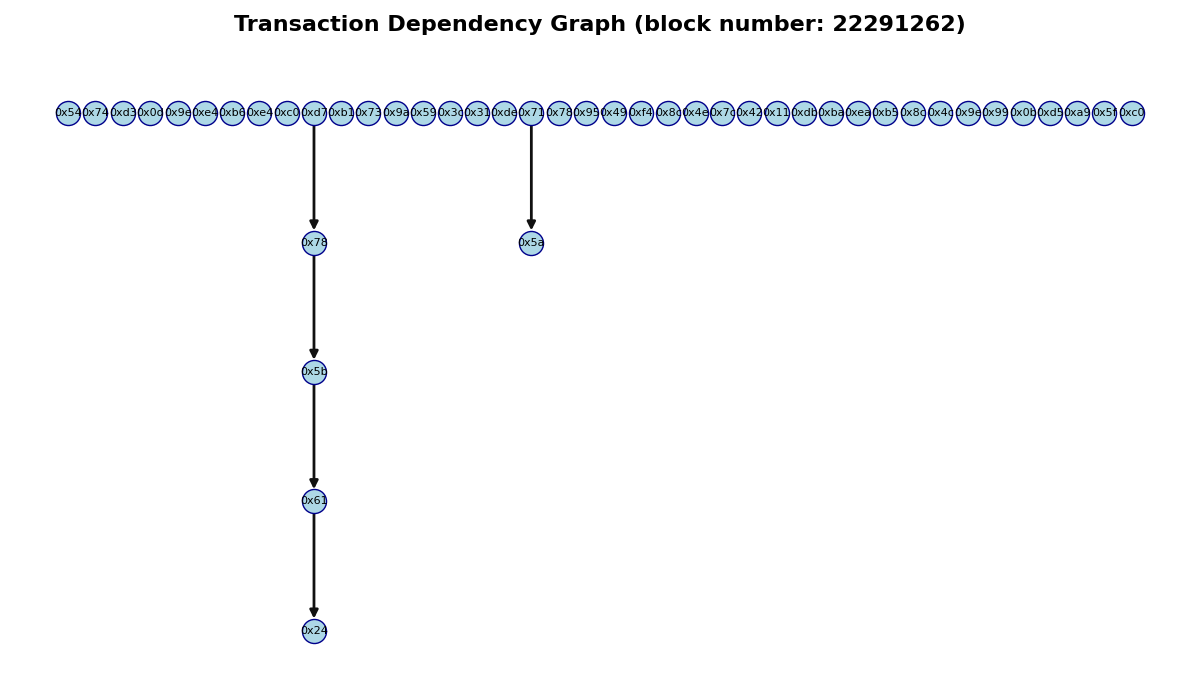 Transaction Dependency Graph (block number: 22291262)
0x54 0x74 0xd3 0x0d 0x9e 0xe4 0xb6 0xe4 0xc0 0xd7 0xb1 0x73 0x9a 0x59 0x3c 0x31 0xde 0x71 0x78 0x95 0x49 0xf4 0x8c 0x4e 0x7c 0x42 0x11 0xdb 0xba 0xea 0xb5 0x8c 0x4c 0x9e 0x99 0x0b 0xd5 0xa9 0x5f 0xc0
0x78 0x5a
0x5b
0x61
0x24